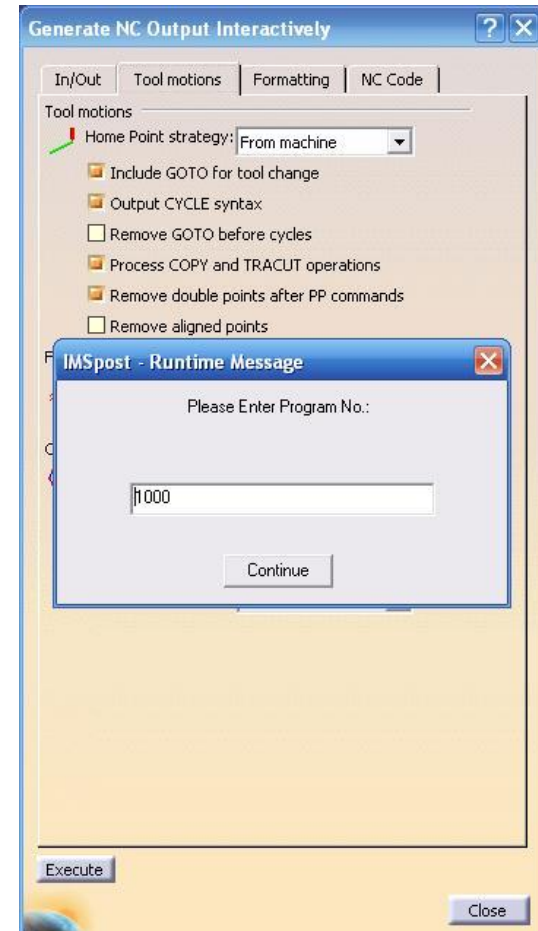 Generate NC Output Interactively
In/Out Tool motions Formatting NC Code
Tool motions
Home Point strategy: From machine
Include GOTO for tool change
Output CYCLE syntax
Remove GOTO before cycles
Process COPY and TRACUT operations
Remove double points after PP commands
Remove aligned points
IMSpost - Runtime Message
Please Enter Program No.:
1000
Continue
Execute
Close